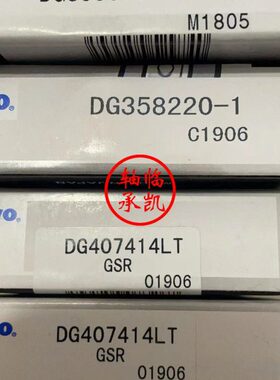 M1805
DG358220-1
C1906
轴临
承凯
DG407414LT
GSR
01906
DG407414LT
GSR
01906